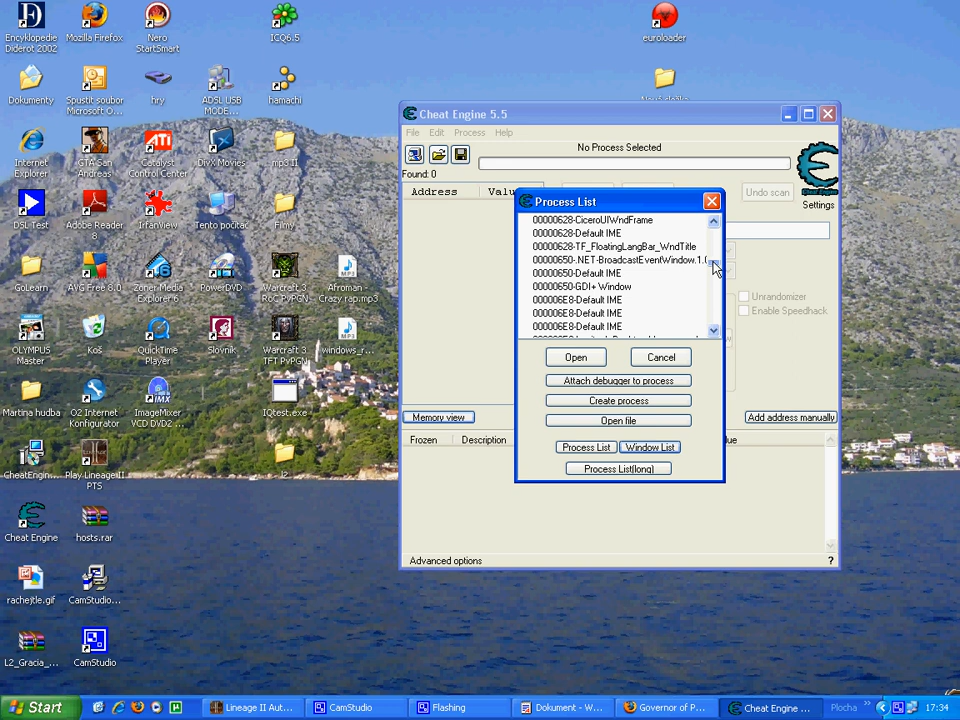 Encyklopedie
Diderot 2002
Mozilla Firefox
Nero
StartSmart
ICQ6.5
euroloader
Dokumenty
Spustit soubor
Microsoft O...
hry
ADSL USB
MODE...
hamachi
Nová složka
Internet
Explorer
GTA San
Andreas
Catalyst
Control Center
DivX Movies
mp3 II
DSL Test
Adobe Reader
8
IrfanView
Tento počítač
Filmy
GoLearn
AVG Free 8.0
Zoner Media
Explorer 6
PowerDVD
Warcraft 3
RoC PvPGN
Afroman -
Crazy rap.mp3
OLYMPUS
Master
Koš
QuickTime
Player
Slovník
Warcraft 3
TFT PvPGN
windows_r...
Martina hudba
O2 Internet
Konfigurator
ImageMixer
VCD DVD2 ...
IQtest.exe
CheatEngin...
Play Lineage II
PTS
l2
Cheat Engine
hosts.rar
rachejtle.gif
CamStudio...
L2_Gracia_...
CamStudio
Cheat Engine 5.5
File Edit Process Help
No Process Selected
Found: 0
Address Valu
Undo scan
Settings
Unrandomizer
Enable Speedhack
Memory view
Add address manually
Frozen Description
lue
Advanced options
?
Process List
00000628-CiceroUIWndFrame
00000628-Default IME
00000628-TF_FloatingLangBar_WndTitle
00000650-.NET-BroadcastEventWindow.1.0
00000650-Default IME
00000650-GDI+ Window
000006E8-Default IME
000006E8-Default IME
000006E8-Default IME
Open Cancel
Attach debugger to process
Create process
Open file
Process List Window List
Process List(long)
Start
Lineage II Aut...
CamStudio
Flashing
Dokument - W...
Governor of P...
Cheat Engine ...
Plocha
17:34